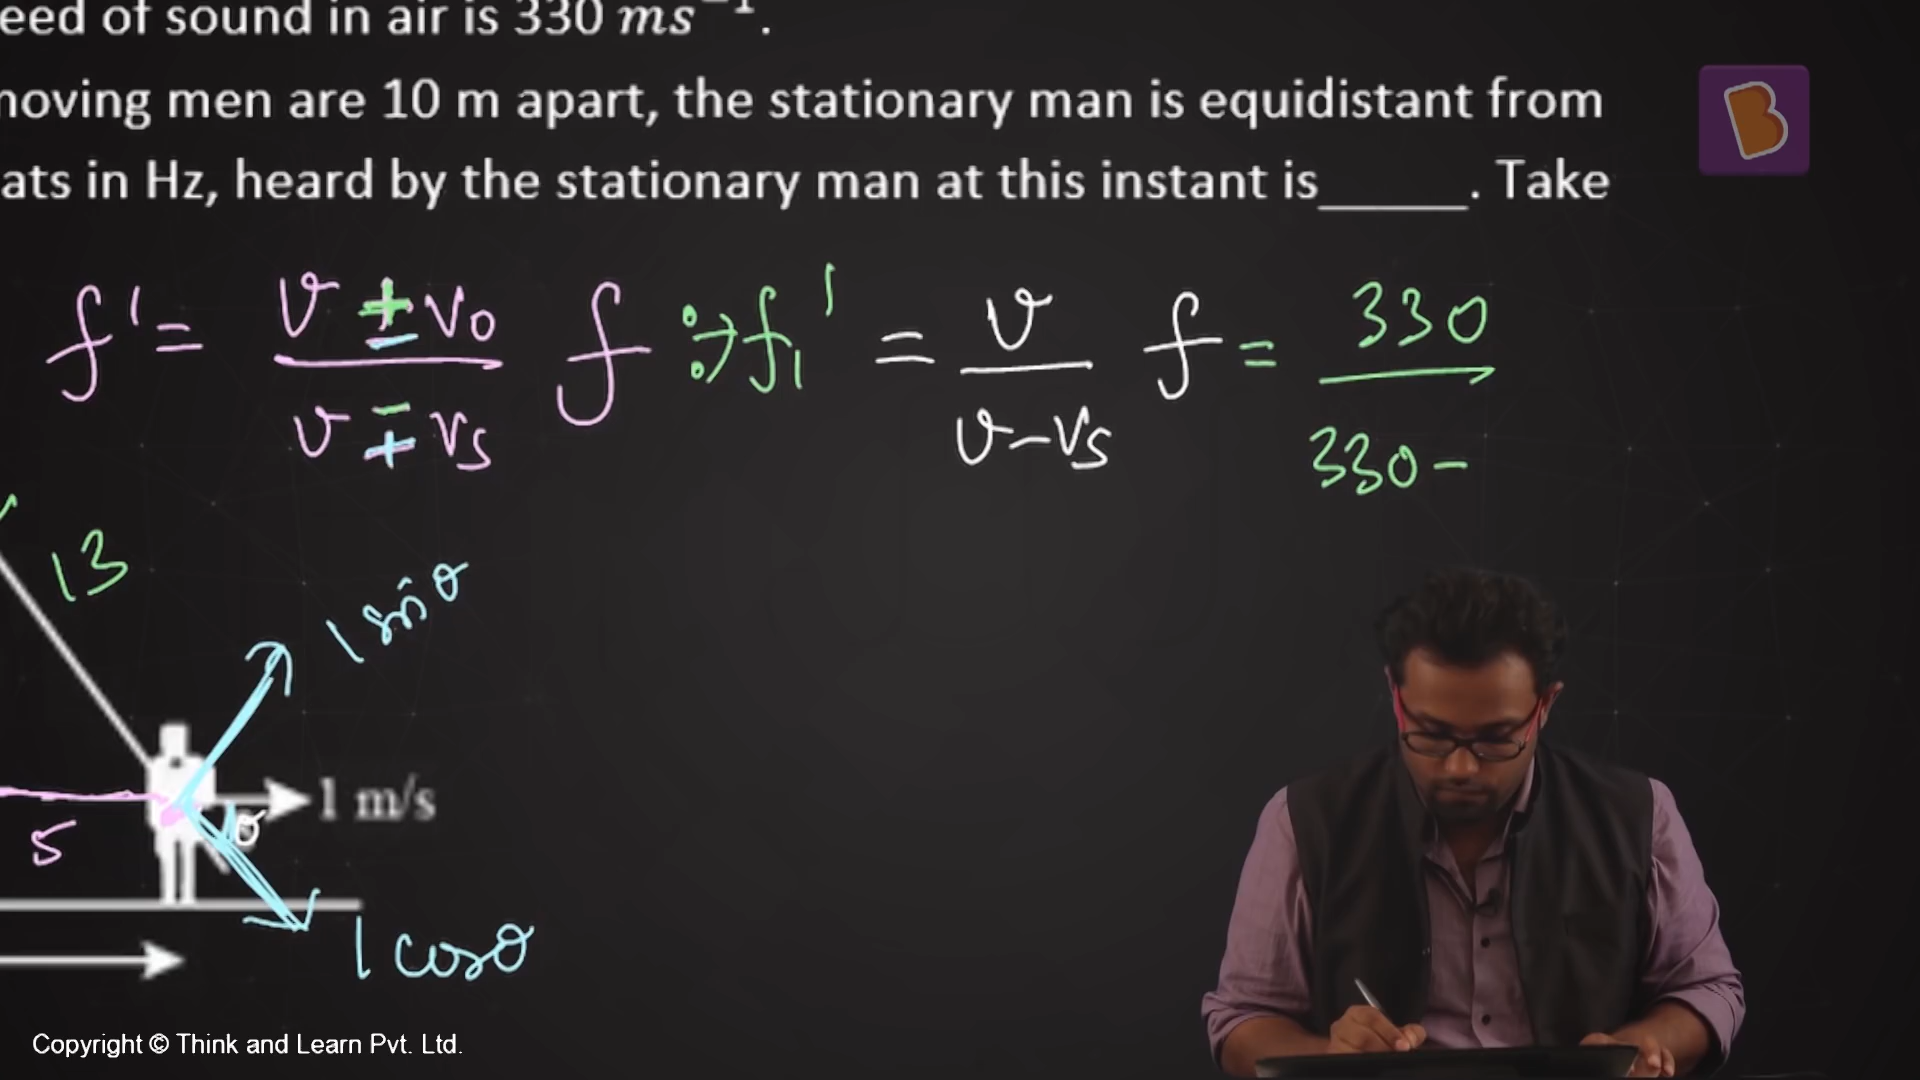 eed of sound in air is 330 ms⁻¹.
moving men are 10 m apart, the stationary man is equidistant from
ats in Hz, heard by the stationary man at this instant is______. Take
f' = (v ± v₀)/(v ∓ vₛ) f ∴ f₁' = v/(v − vₛ) f = 330/(330 −
13
1 sinθ
1 m/s
θ
5
1 cosθ
B
Copyright © Think and Learn Pvt. Ltd.